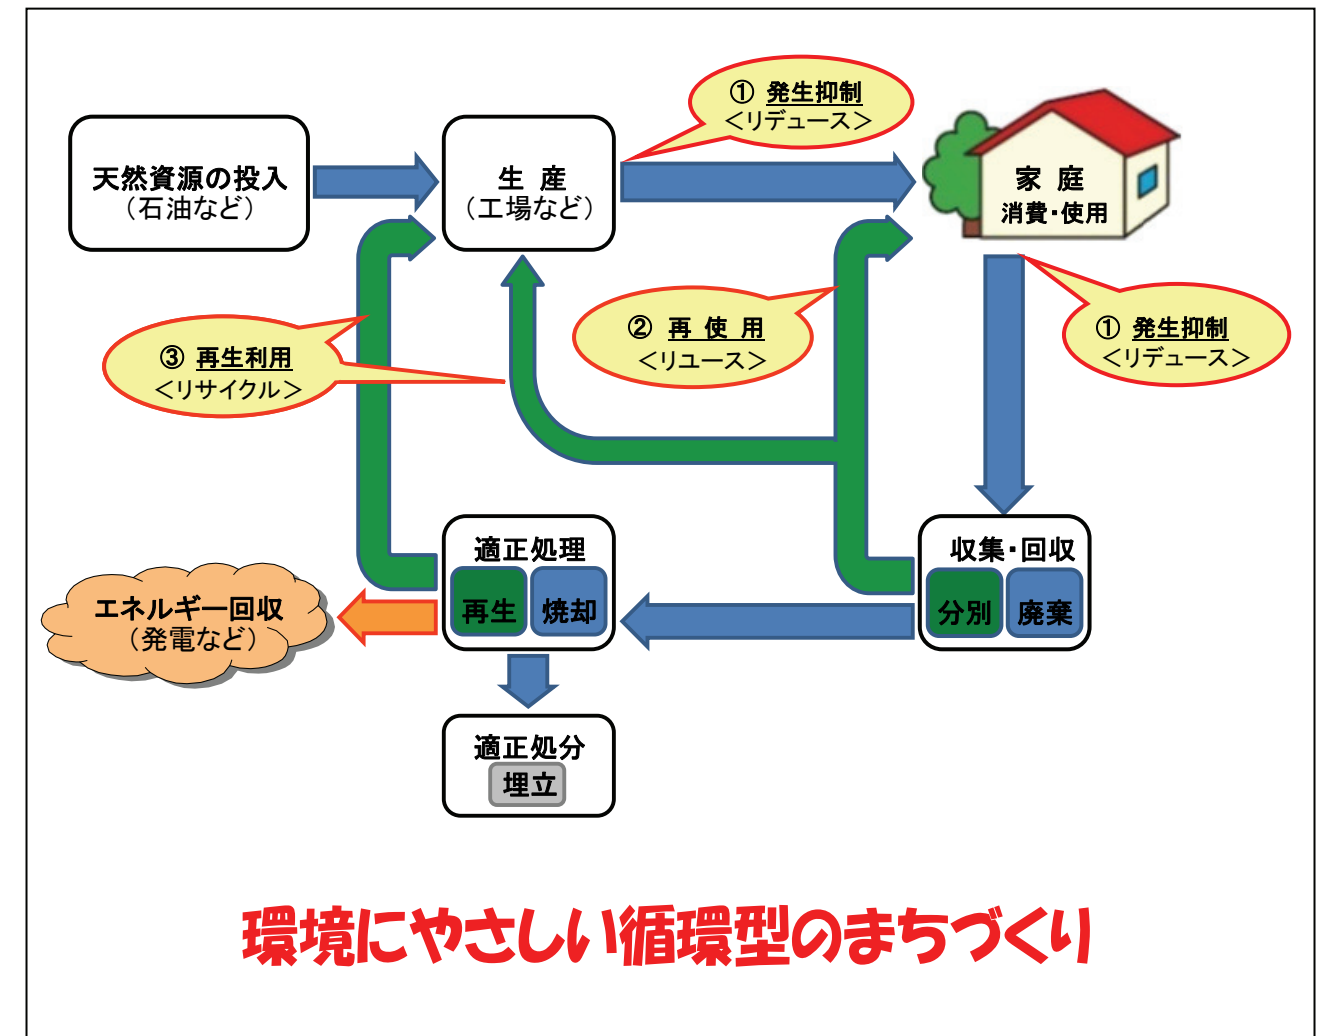 ① 発生抑制
＜リデュース＞
天然資源の投入
（石油など）
生 産
（工場など）
家 庭
消費・使用
③ 再生利用
＜リサイクル＞
② 再 使 用
＜リユース＞
① 発生抑制
＜リデュース＞
適正処理
再生
焼却
収集・回収
分別
廃棄
エネルギー回収
（発電など）
適正処分
埋立
環境にやさしい循環型のまちづくり